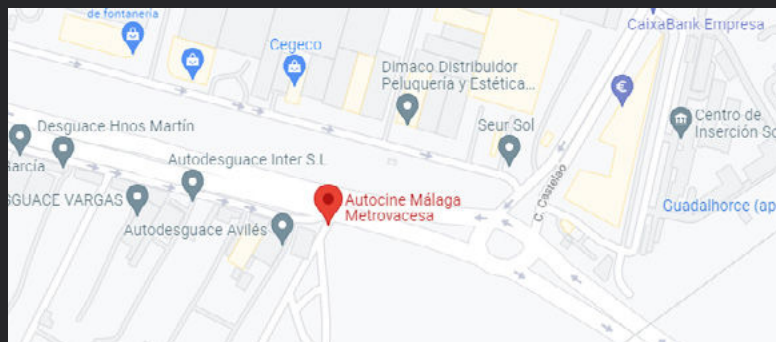 de fontanería
CaixaBank Empresa
Cegeco
Dimaco Distribuidor
Peluquería y Estética...
Seur Sol
Centro de
Inserción So
Desguace Hnos Martín
García
Autodesguace Inter S.L
SGUACE VARGAS
Autocine Málaga
Metrovacesa
C. Castelao
Guadalhorce (ap
Autodesguace Avilés